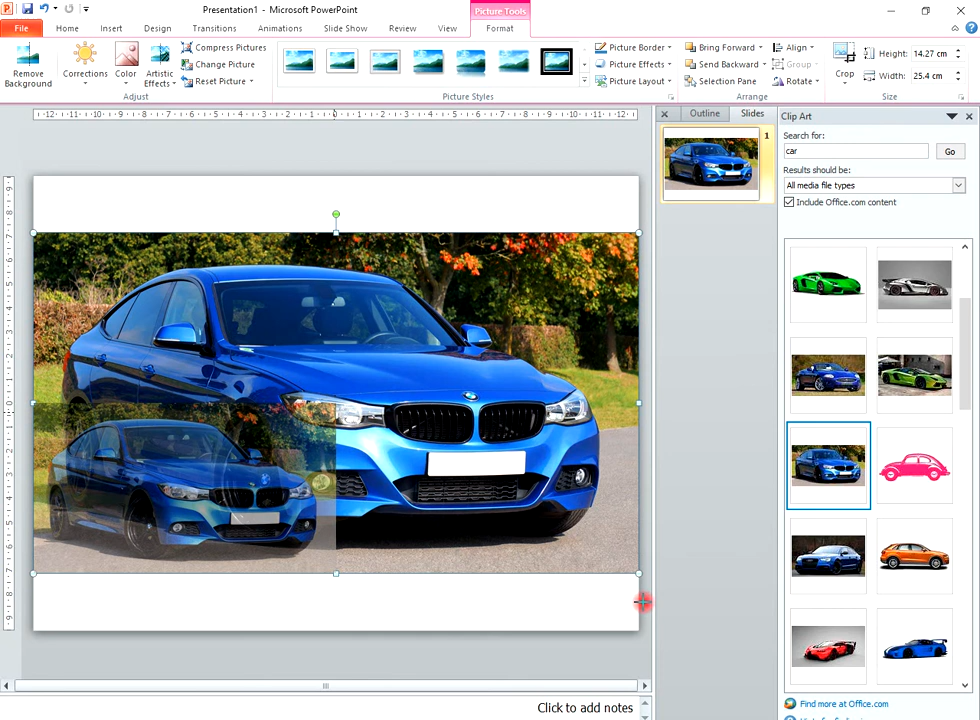 Presentation1 - Microsoft PowerPoint
Picture Tools
File Home Insert Design Transitions Animations Slide Show Review View Format
Remove Background
Corrections
Color
Artistic Effects
Compress Pictures
Change Picture
Reset Picture
Adjust
Picture Styles
Picture Border
Picture Effects
Picture Layout
Bring Forward
Send Backward
Selection Pane
Align
Group
Rotate
Arrange
Crop
Height: 14.27 cm
Width: 25.4 cm
Size
Outline
Slides
1
Clip Art
Search for:
car
Go
Results should be:
All media file types
Include Office.com content
Find more at Office.com
Click to add notes